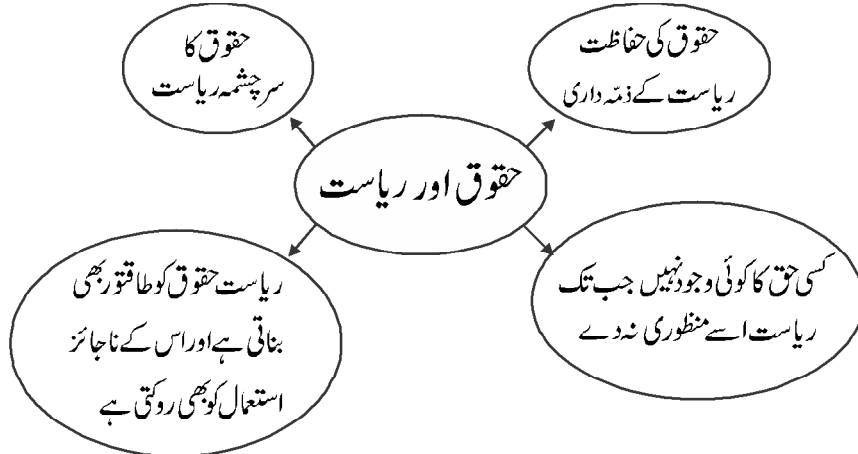 حقوق کی حفاظت
ریاست کے ذمّہ داری
حقوق کا
سرچشمہ ریاست
حقوق اور ریاست
کسی حق کا کوئی وجود نہیں جب تک
ریاست اسے منظوری نہ دے
ریاست حقوق کو طاقتور بھی
بناتی ہے اور اس کے ناجائز
استعمال کو بھی روکتی ہے